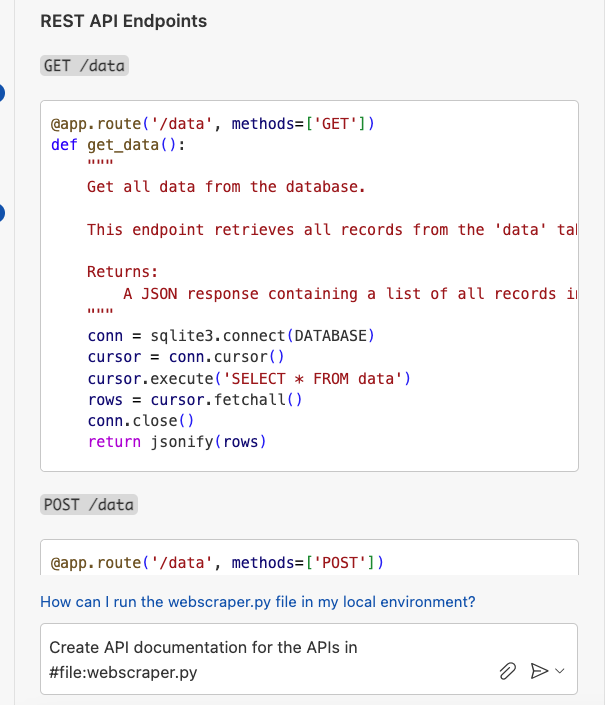 REST API Endpoints
GET /data
@app.route('/data', methods=['GET'])
def get_data():
    """
    Get all data from the database.
    This endpoint retrieves all records from the 'data'
    Returns:
        A JSON response containing a list of all records
    """
    conn = sqlite3.connect(DATABASE)
    cursor = conn.cursor()
    cursor.execute('SELECT * FROM data')
    rows = cursor.fetchall()
    conn.close()
    return jsonify(rows)
POST /data
@app.route('/data', methods=['POST'])
How can I run the webscraper.py file in my local environment?
Create API documentation for the APIs in
#file:webscraper.py